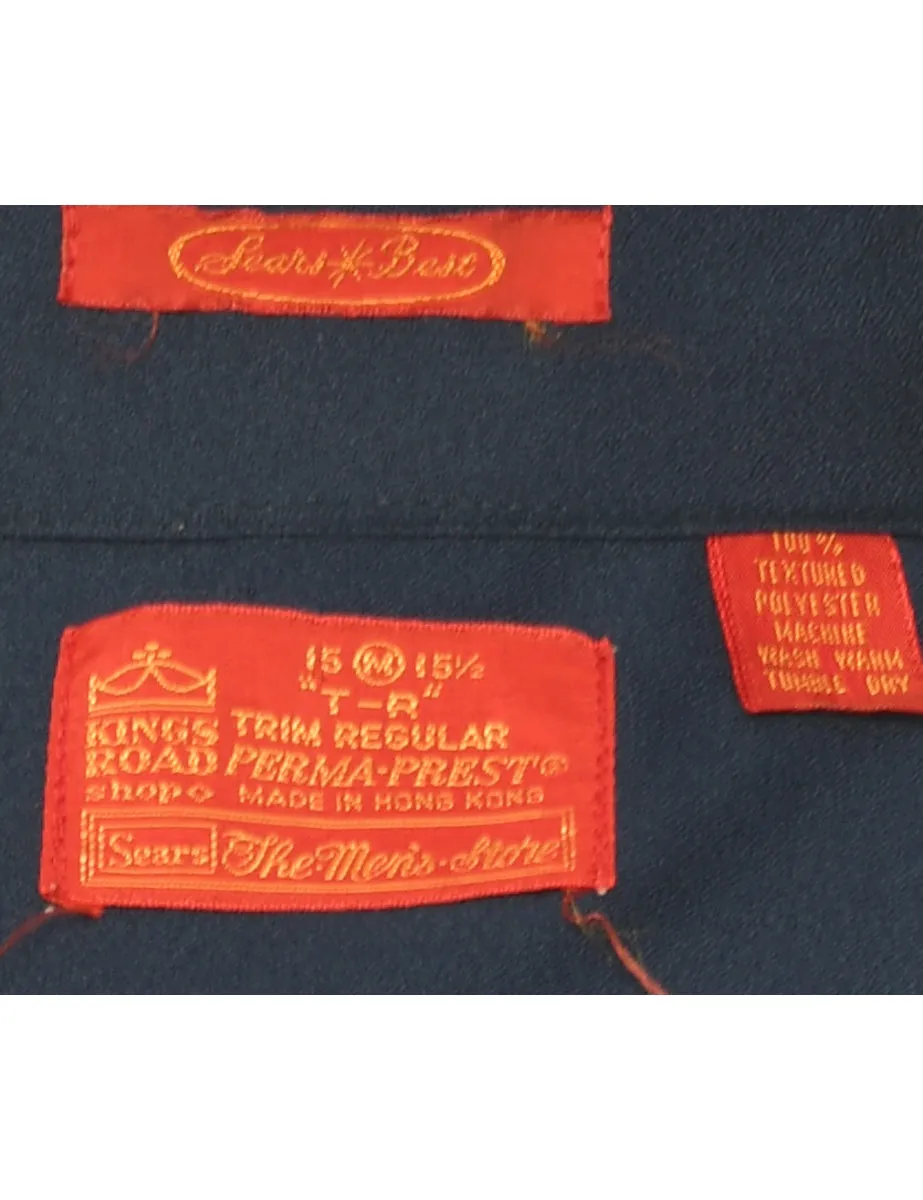 Sears*Best
15 M 15½
"T-R"
TRIM REGULAR
PERMA-PREST®
MADE IN HONG KONG
KINGS
ROAD
shop
Sears The Men's Store
100%
TEXTURED
POLYESTER
MACHINE
WASH WARM
TUMBLE DRY